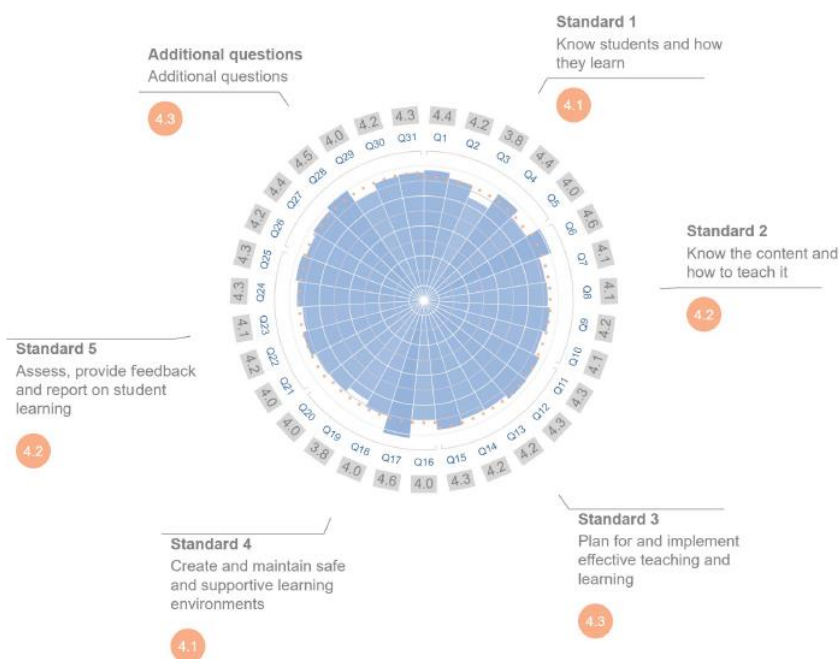 Standard 1
Know students and how
they learn
4.1
Additional questions
Additional questions
4.3
4.4
4.2
3.8
4.4
4.0
4.6
4.1
4.1
4.2
4.1
4.3
4.3
4.2
4.2
4.3
4.0
4.6
4.0
3.8
4.0
4.0
4.2
4.1
4.3
4.3
4.2
4.4
4.5
4.0
4.2
4.3
Q1
Q2
Q3
Q4
Q5
Q6
Q7
Q8
Q9
Q10
Q11
Q12
Q13
Q14
Q15
Q16
Q17
Q18
Q19
Q20
Q21
Q22
Q23
Q24
Q25
Q26
Q27
Q28
Q29
Q30
Q31
Standard 2
Know the content and
how to teach it
4.2
Standard 5
Assess, provide feedback
and report on student
learning
4.2
Standard 3
Plan for and implement
effective teaching and
learning
4.3
Standard 4
Create and maintain safe
and supportive learning
environments
4.1